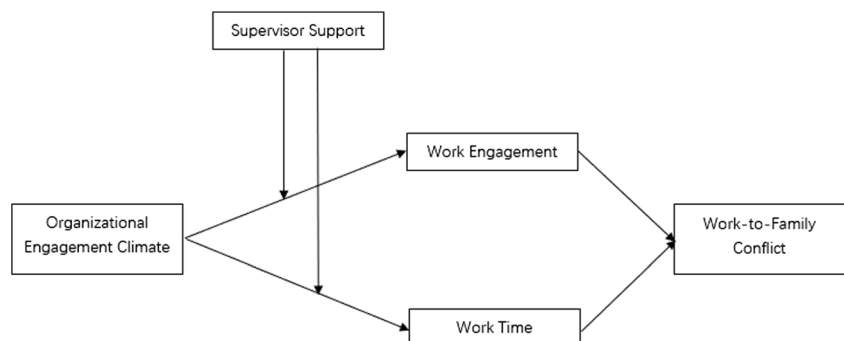 Supervisor Support
Work Engagement
Organizational
Engagement Climate
Work-to-Family
Conflict
Work Time